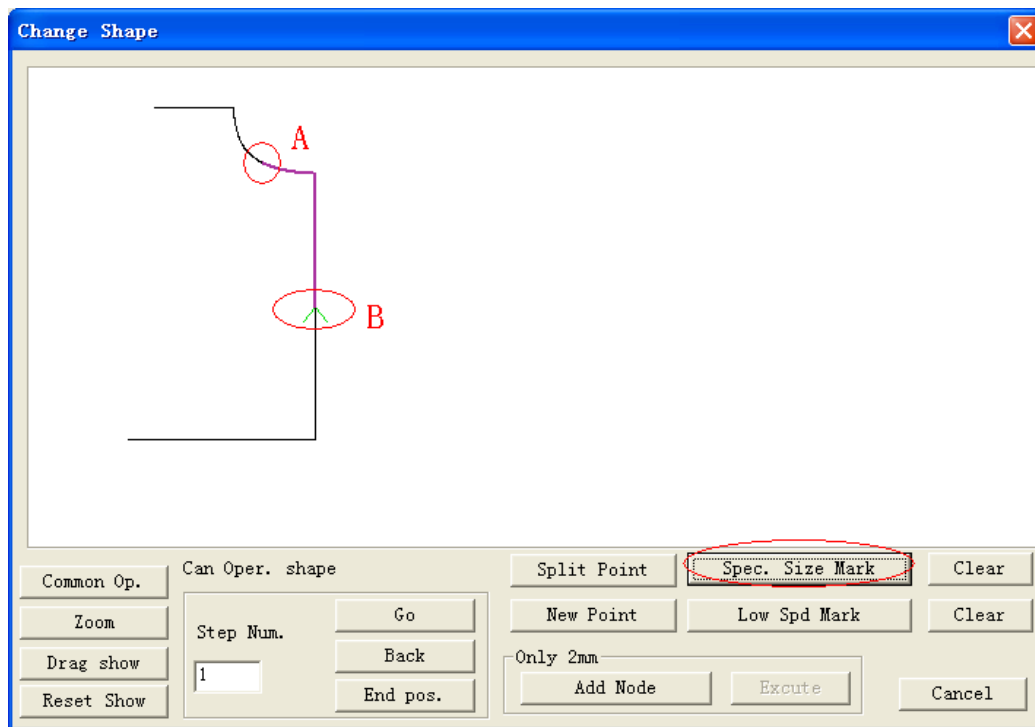 Change Shape
A
B
Common Op.
Can Oper. shape
Split Point
Spec. Size Mark
Clear
Zoom
Step Num.
Go
New Point
Low Spd Mark
Clear
Drag show
1
Back
Only 2mm
Reset Show
End pos.
Add Node
Excute
Cancel